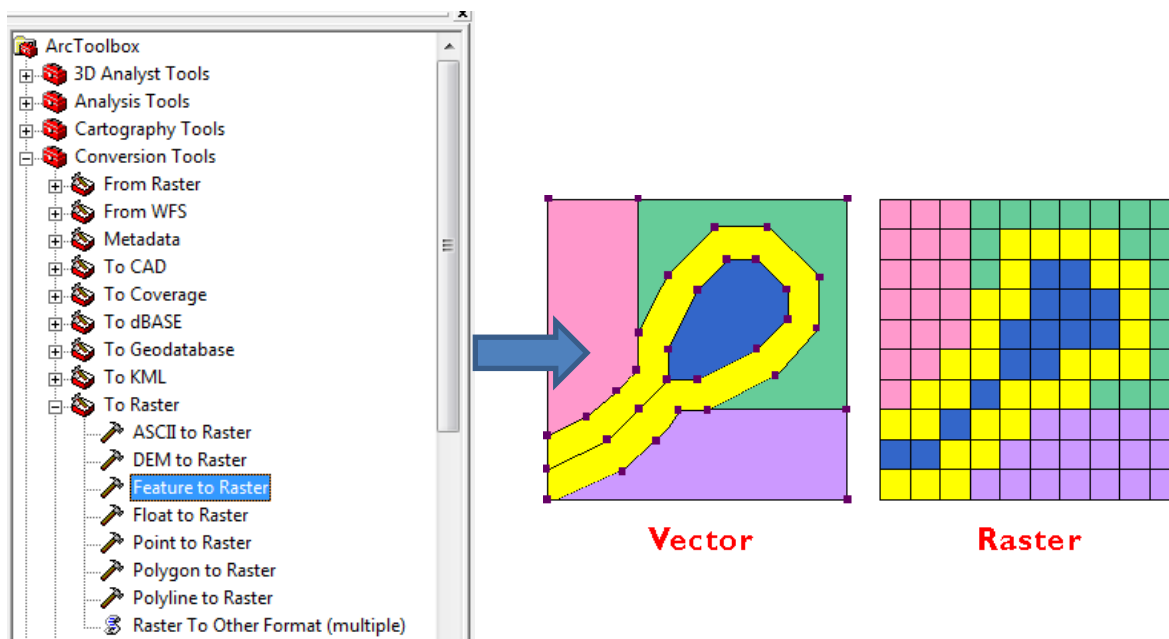 ArcToolbox
3D Analyst Tools
Analysis Tools
Cartography Tools
Conversion Tools
From Raster
From WFS
Metadata
To CAD
To Coverage
To dBASE
To Geodatabase
To KML
To Raster
ASCII to Raster
DEM to Raster
Feature to Raster
Float to Raster
Point to Raster
Polygon to Raster
Polyline to Raster
Raster To Other Format (multiple)
Vector
Raster